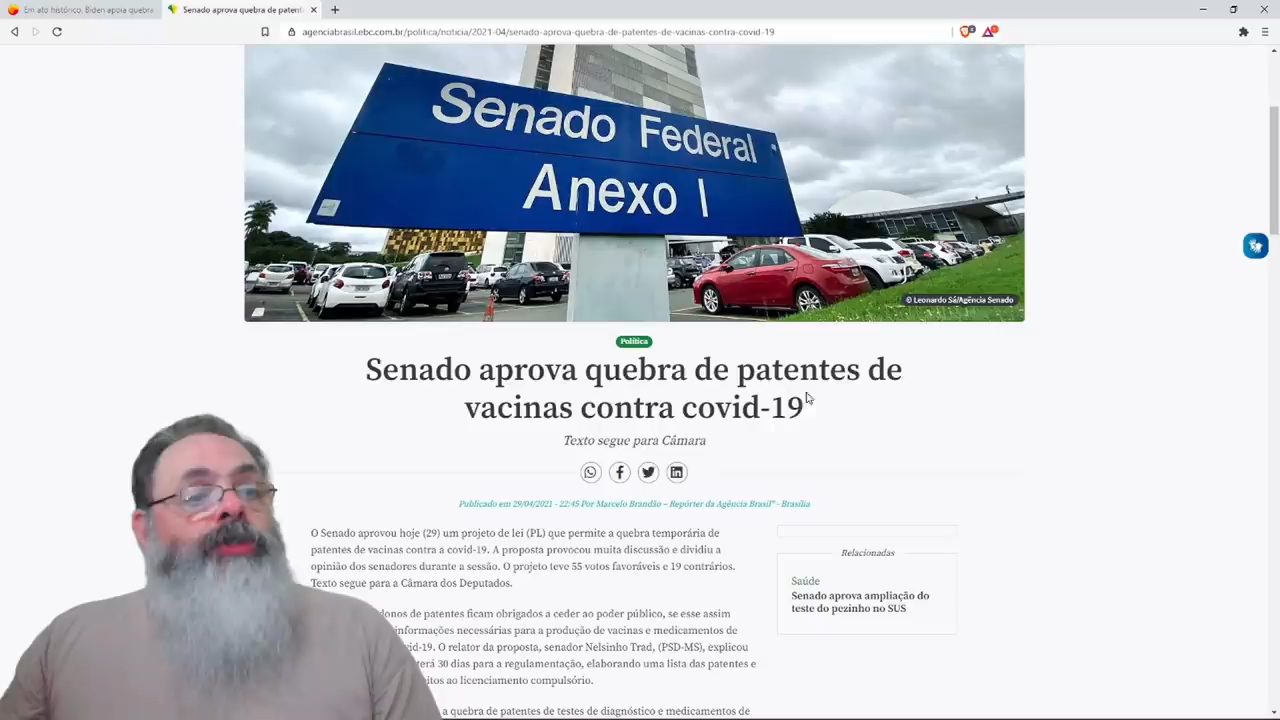 Em ato histórico: Biden apoia quebra
Senado aprova quebra de patent
agenciabrasil.ebc.com.br/politica/noticia/2021-04/senado-aprova-quebra-de-patentes-de-vacinas-contra-covid-19
Senado Federal
Anexo I
© Leonardo Sá/Agência Senado
Política
Senado aprova quebra de patentes de
vacinas contra covid-19
Texto segue para Câmara
Publicado em 29/04/2021 - 22:45 Por Marcelo Brandão – Repórter da Agência Brasil* - Brasília
O Senado aprovou hoje (29) um projeto de lei (PL) que permite a quebra temporária de
patentes de vacinas contra a covid-19. A proposta provocou muita discussão e dividiu a
opinião dos senadores durante a sessão. O projeto teve 55 votos favoráveis e 19 contrários.
Texto segue para a Câmara dos Deputados.
donos de patentes ficam obrigados a ceder ao poder público, se esse assim
informações necessárias para a produção de vacinas e medicamentos de
vid-19. O relator da proposta, senador Nelsinho Trad, (PSD-MS), explicou
terá 30 dias para a regulamentação, elaborando uma lista das patentes e
eitos ao licenciamento compulsório.
a quebra de patentes de testes de diagnóstico e medicamentos de
Relacionadas
Saúde
Senado aprova ampliação do
teste do pezinho no SUS